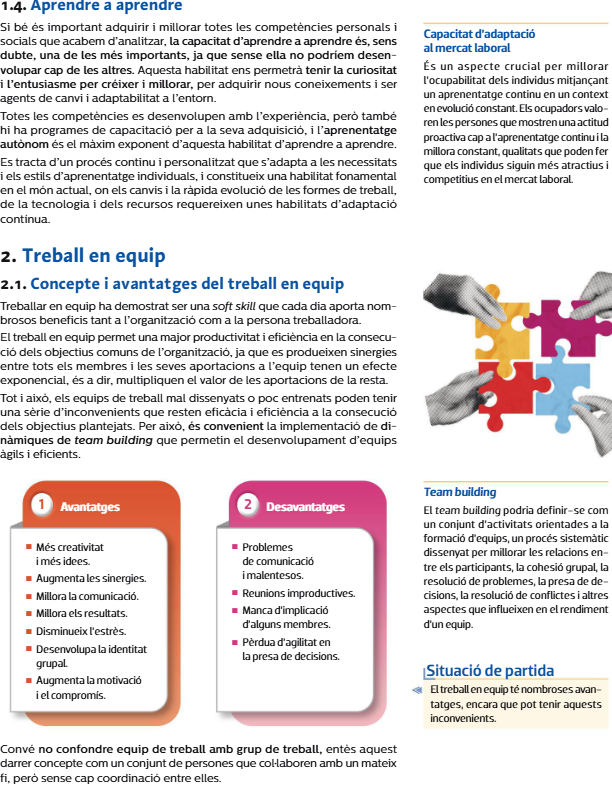 1.4. Aprendre a aprendre
Si bé és important adquirir i millorar totes les competències personals i
socials que acabem d'analitzar, la capacitat d'aprendre a aprendre és, sens
dubte, una de les més importants, ja que sense ella no podríem desen-
volupar cap de les altres. Aquesta habilitat ens permetrà tenir la curiositat
i l'entusiasme per créixer i millorar, per adquirir nous coneixements i ser
agents de canvi i adaptabilitat a l'entorn.
Totes les competències es desenvolupen amb l'experiència, però també
hi ha programes de capacitació per a la seva adquisició, i l'aprenentatge
autònom és el màxim exponent d'aquesta habilitat d'aprendre a aprendre.
Es tracta d'un procés continu i personalitzat que s'adapta a les necessitats
i els estils d'aprenentatge individuals, i constitueix una habilitat fonamental
en el món actual, on els canvis i la ràpida evolució de les formes de treball,
de la tecnologia i dels recursos requereixen unes habilitats d'adaptació
contínua.
Capacitat d'adaptació
al mercat laboral
És un aspecte crucial per millorar
l'ocupabilitat dels individus mitjançant
un aprenentatge continu en un context
en evolució constant. Els ocupadors valo-
ren les persones que mostren una actitud
proactiva cap a l'aprenentatge continu i la
millora constant, qualitats que poden fer
que els individus siguin més atractius i
competitius en el mercat laboral.
2. Treball en equip
2.1. Concepte i avantatges del treball en equip
Treballar en equip ha demostrat ser una soft skill que cada dia aporta nom-
brosos beneficis tant a l'organització com a la persona treballadora.
El treball en equip permet una major productivitat i eficiència en la consecu-
ció dels objectius comuns de l'organització, ja que es produeixen sinergies
entre tots els membres i les seves aportacions a l'equip tenen un efecte
exponencial, és a dir, multipliquen el valor de les aportacions de la resta.
Tot i això, els equips de treball mal dissenyats o poc entrenats poden tenir
una sèrie d'inconvenients que resten eficàcia i eficiència a la consecució
dels objectius plantejats. Per això, és convenient la implementació de di-
nàmiques de team building que permetin el desenvolupament d'equips
àgils i eficients.
1 Avantatges
Més creativitat
i més idees.
Augmenta les sinergies.
Millora la comunicació.
Millora els resultats.
Disminueix l'estrès.
Desenvolupa la identitat
grupal.
Augmenta la motivació
i el compromís.
2 Desavantatges
Problemes
de comunicació
i malentesos.
Reunions improductives.
Manca d'implicació
d'alguns membres.
Pèrdua d'agilitat en
la presa de decisions.
Team building
El team building podria definir-se com
un conjunt d'activitats orientades a la
formació d'equips, un procés sistemàtic
dissenyat per millorar les relacions en-
tre els participants, la cohesió grupal, la
resolució de problemes, la presa de de-
cisions, la resolució de conflictes i altres
aspectes que influeixen en el rendiment
d'un equip.
Situació de partida
El treball en equip té nombroses avan-
tatges, encara que pot tenir aquests
inconvenients.
Convé no confondre equip de treball amb grup de treball, entès aquest
darrer concepte com un conjunt de persones que col·laboren amb un mateix
fi, però sense cap coordinació entre elles.